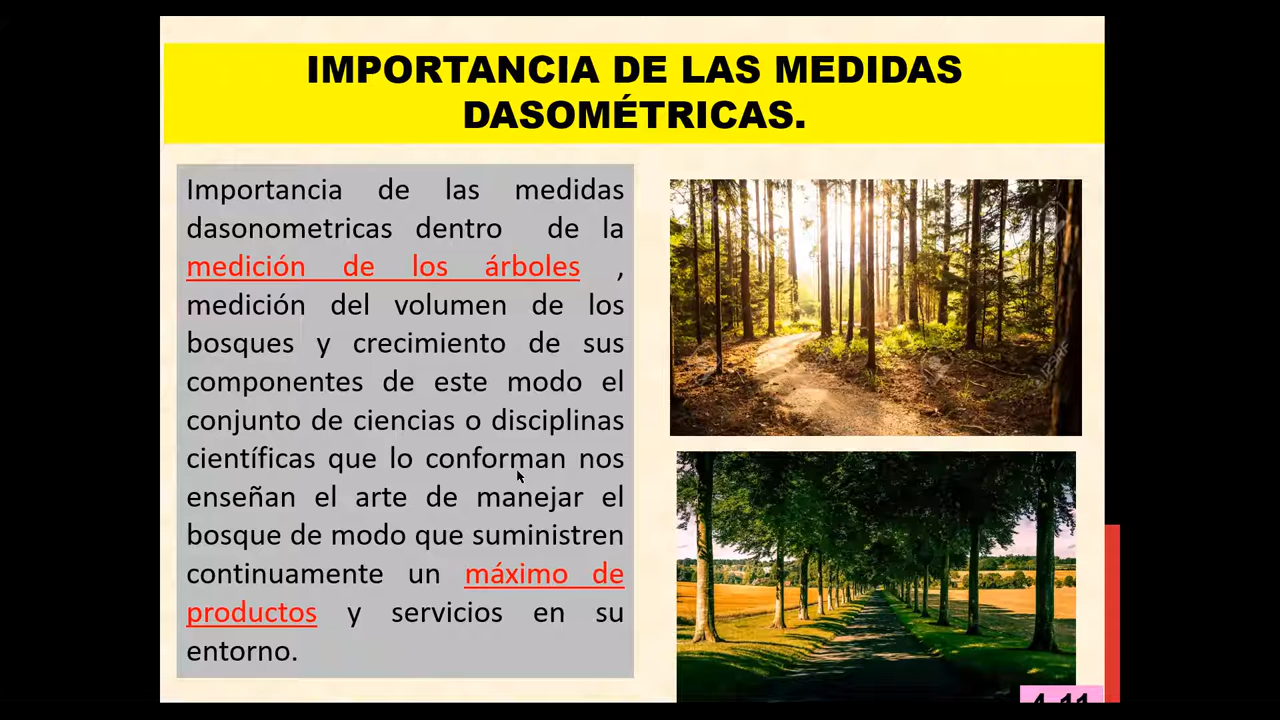 IMPORTANCIA DE LAS MEDIDAS
DASOMÉTRICAS.
Importancia de las medidas
dasonometricas dentro de la
medición de los árboles ,
medición del volumen de los
bosques y crecimiento de sus
componentes de este modo el
conjunto de ciencias o disciplinas
científicas que lo conforman nos
enseñan el arte de manejar el
bosque de modo que suministren
continuamente un máximo de
productos y servicios en su
entorno.
123RF